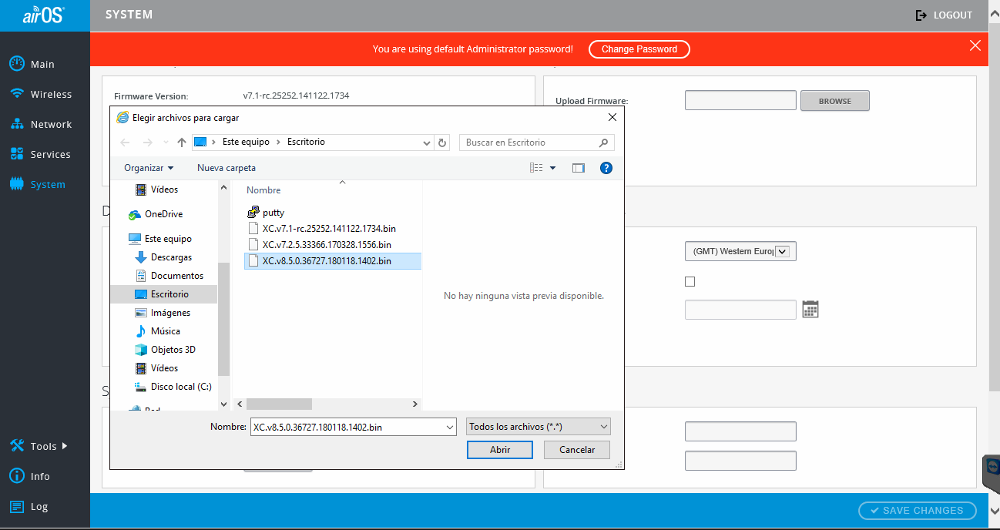 airOS
SYSTEM
LOGOUT
You are using default Administrator password!
Change Password
Main
Wireless
Network
Services
System
Tools
Info
Log
Firmware Version:
v7.1-rc.25252.141122.1734
Upload Firmware:
BROWSE
Elegir archivos para cargar
Este equipo
Escritorio
Buscar en Escritorio
Organizar
Nueva carpeta
Vídeos
OneDrive
Este equipo
Descargas
Documentos
Escritorio
Imágenes
Música
Objetos 3D
Vídeos
Disco local (C:)
Red
Nombre
putty
XC.v7.1-rc.25252.141122.1734.bin
XC.v7.2.5.33366.170328.1556.bin
XC.v8.5.0.36727.180118.1402.bin
No hay ninguna vista previa disponible.
Nombre:
XC.v8.5.0.36727.180118.1402.bin
Todos los archivos (*.*)
Abrir
Cancelar
D
(GMT) Western Europ
S
SAVE CHANGES